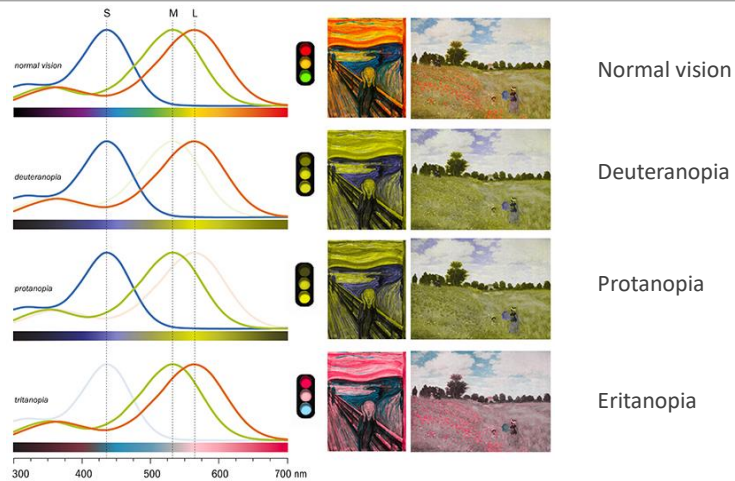 S M L
normal vision
Normal vision
deuteranopia
Deuteranopia
protanopia
Protanopia
tritanopia
Eritanopia
300 400 500 600 700 nm